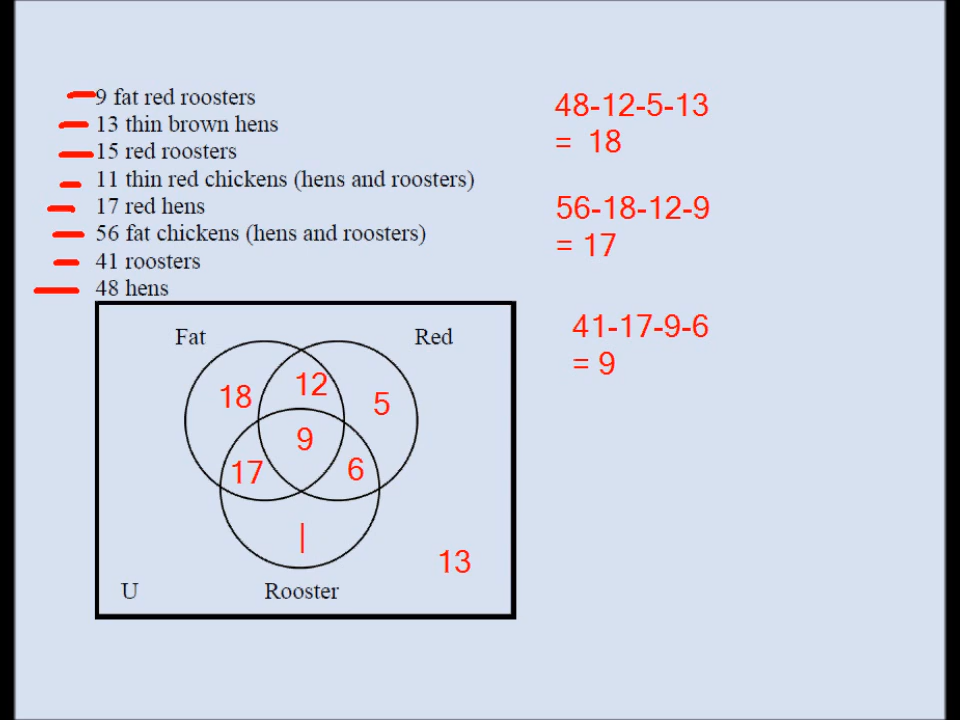 9 fat red roosters
13 thin brown hens
15 red roosters
11 thin red chickens (hens and roosters)
17 red hens
56 fat chickens (hens and roosters)
41 roosters
48 hens
48-12-5-13
= 18
56-18-12-9
= 17
41-17-9-6
= 9
Fat
Red
18
12
5
9
17
6
13
U
Rooster